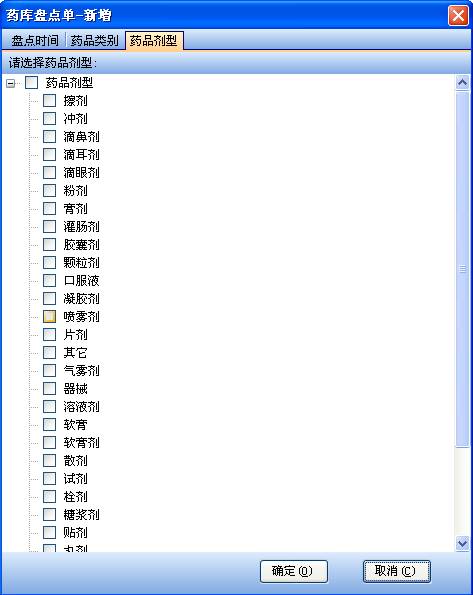 药库盘点单-新增
盘点时间 药品类别 药品剂型
请选择药品剂型:
药品剂型
擦剂
冲剂
滴鼻剂
滴耳剂
滴眼剂
粉剂
膏剂
灌肠剂
胶囊剂
颗粒剂
口服液
凝胶剂
喷雾剂
片剂
其它
气雾剂
器械
溶液剂
软膏
软膏剂
散剂
试剂
栓剂
糖浆剂
贴剂
丸剂
确定(O) 取消(C)